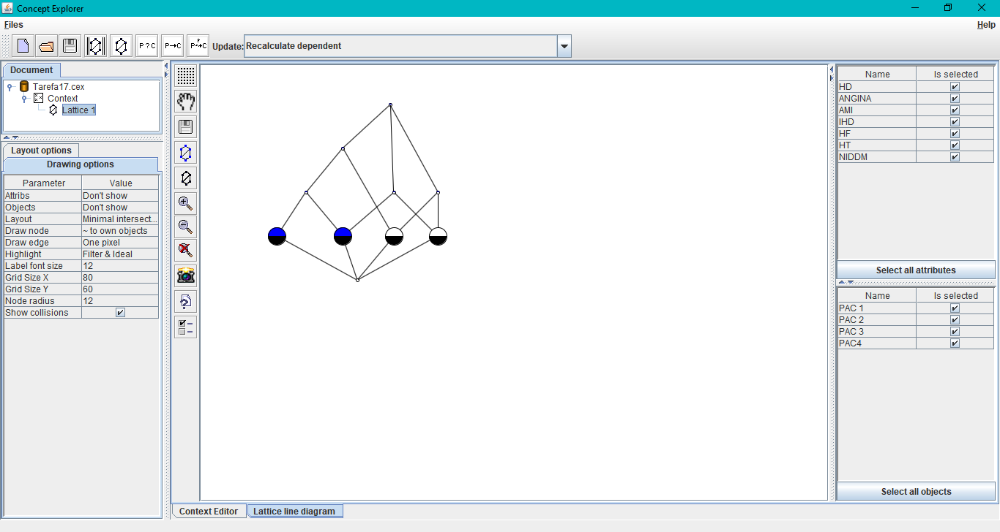 Concept Explorer
Files Help
P?C P→C P P→C Update: Recalculate dependent
Document
Tarefa17.cex
Context
Lattice 1
Layout options
Drawing options
Parameter Value
Attribs Don't show
Objects Don't show
Layout Minimal intersect...
Draw node ~ to own objects
Draw edge One pixel
Highlight Filter & Ideal
Label font size 12
Grid Size X 80
Grid Size Y 60
Node radius 12
Show collisions
Name Is selected
HD
ANGINA
AMI
IHD
HF
HT
NIDDM
Select all attributes
Name Is selected
PAC 1
PAC 2
PAC 3
PAC4
Select all objects
Context Editor Lattice line diagram